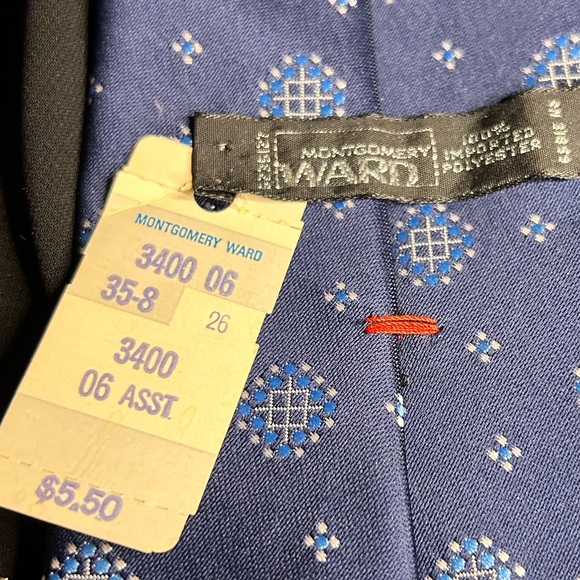 MONTGOMERY
WARD
100%
IMPORTED
POLYESTER
MONTGOMERY WARD
3400 06
35-8
26
3400
06 ASST
$5.50